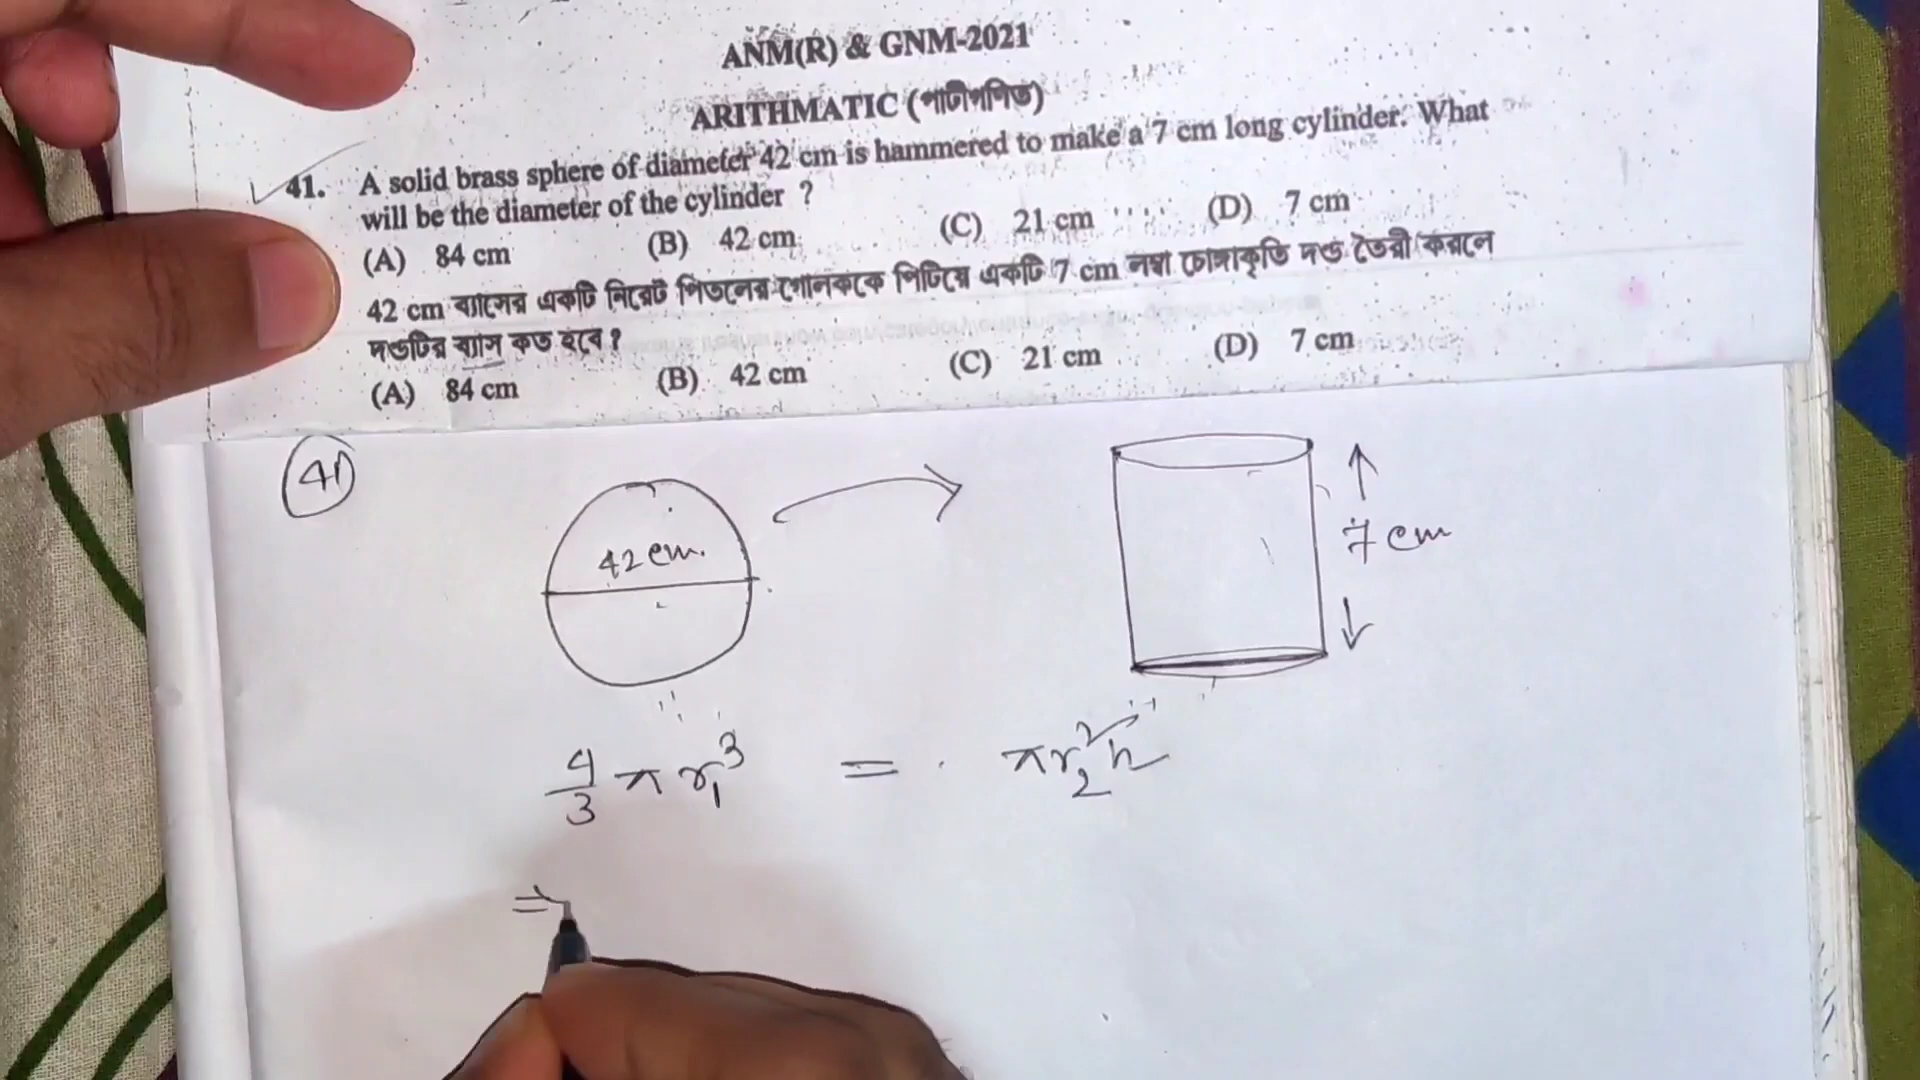 ANM(R) & GNM-2021
ARITHMATIC (পাটীগণিত)
41. A solid brass sphere of diameter 42 cm is hammered to make a 7 cm long cylinder. What
will be the diameter of the cylinder ?
(A) 84 cm (B) 42 cm (C) 21 cm (D) 7 cm
42 cm ব্যাসের একটি নিরেট পিতলের গোলককে পিটিয়ে একটি 7 cm লম্বা চোঙ্গাকৃতি দণ্ড তৈরী করলে
দণ্ডটির ব্যাস কত হবে ?
(A) 84 cm (B) 42 cm (C) 21 cm (D) 7 cm
41
42 cm.
7 cm
4/3 π r₁³ = π r₂² h
⇒